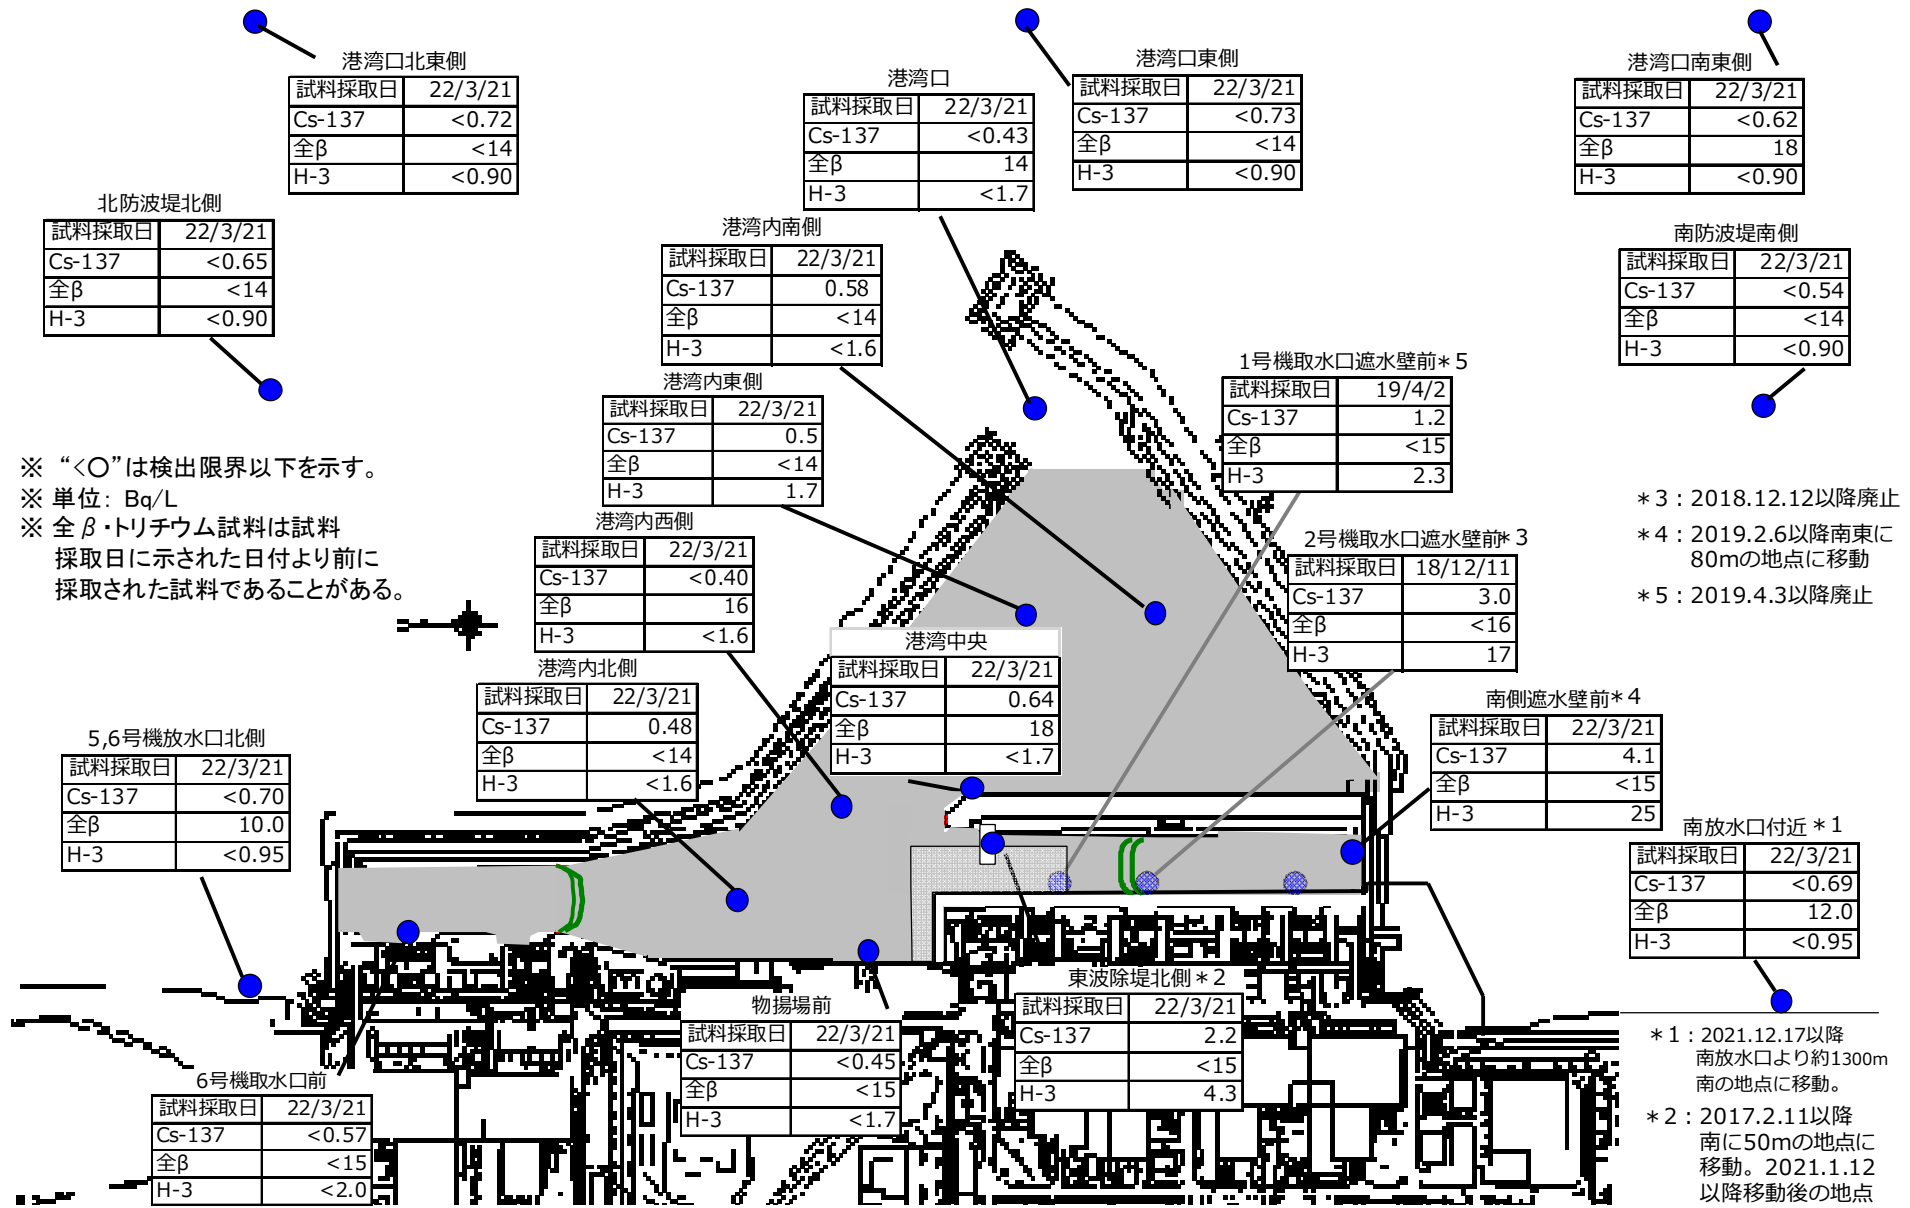 港湾口北東側
試料採取日 22/3/21
Cs-137 <0.72
全β <14
H-3 <0.90
港湾口
試料採取日 22/3/21
Cs-137 <0.43
全β 14
H-3 <1.7
港湾口東側
試料採取日 22/3/21
Cs-137 <0.73
全β <14
H-3 <0.90
港湾口南東側
試料採取日 22/3/21
Cs-137 <0.62
全β 18
H-3 <0.90
北防波堤北側
試料採取日 22/3/21
Cs-137 <0.65
全β <14
H-3 <0.90
港湾内南側
試料採取日 22/3/21
Cs-137 0.58
全β <14
H-3 <1.6
南防波堤南側
試料採取日 22/3/21
Cs-137 <0.54
全β <14
H-3 <0.90
港湾内東側
試料採取日 22/3/21
Cs-137 0.5
全β <14
H-3 1.7
1号機取水口遮水壁前*5
試料採取日 19/4/2
Cs-137 1.2
全β <15
H-3 2.3
※ “<〇”は検出限界以下を示す。
※ 単位: Bq/L
※ 全β・トリチウム試料は試料
採取日に示された日付より前に
採取された試料であることがある。
港湾内西側
試料採取日 22/3/21
Cs-137 <0.40
全β 16
H-3 <1.6
2号機取水口遮水壁前*3
試料採取日 18/12/11
Cs-137 3.0
全β <16
H-3 17
*3:2018.12.12以降廃止
*4:2019.2.6以降南東に
80mの地点に移動
*5:2019.4.3以降廃止
港湾中央
試料採取日 22/3/21
Cs-137 0.64
全β 18
H-3 <1.7
港湾内北側
試料採取日 22/3/21
Cs-137 0.48
全β <14
H-3 <1.6
南側遮水壁前*4
試料採取日 22/3/21
Cs-137 4.1
全β <15
H-3 25
5,6号機放水口北側
試料採取日 22/3/21
Cs-137 <0.70
全β 10.0
H-3 <0.95
南放水口付近*1
試料採取日 22/3/21
Cs-137 <0.69
全β 12.0
H-3 <0.95
東波除堤北側*2
試料採取日 22/3/21
Cs-137 2.2
全β <15
H-3 4.3
物揚場前
試料採取日 22/3/21
Cs-137 <0.45
全β <15
H-3 <1.7
6号機取水口前
試料採取日 22/3/21
Cs-137 <0.57
全β <15
H-3 <2.0
*1:2021.12.17以降
南放水口より約1300m
南の地点に移動。
*2:2017.2.11以降
南に50mの地点に
移動。2021.1.12
以降移動後の地点